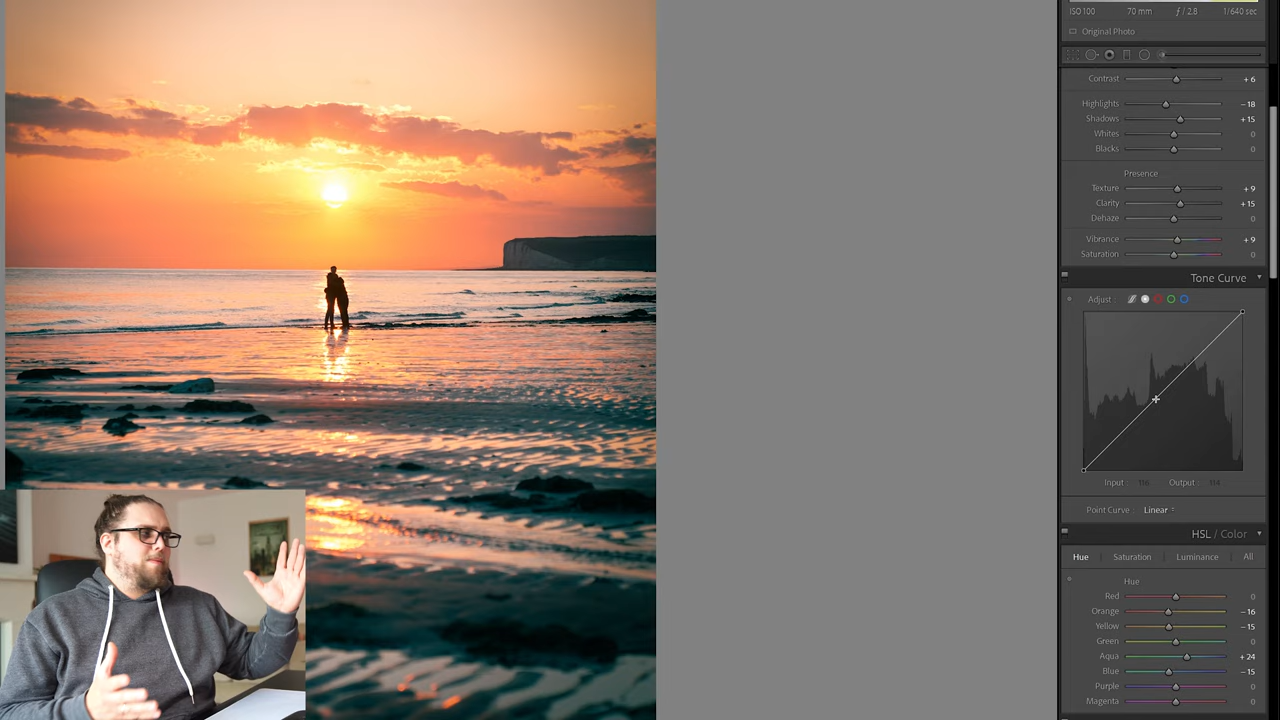 ISO 100 70 mm ƒ / 2.8 1/640 sec
Original Photo
Contrast +6
Highlights −18
Shadows +15
Whites 0
Blacks 0
Presence
Texture +9
Clarity +15
Dehaze 0
Vibrance +9
Saturation 0
Tone Curve
Adjust :
Input : 116 Output : 114
Point Curve : Linear
HSL / Color
Hue Saturation Luminance All
Hue
Red 0
Orange −16
Yellow −15
Green 0
Aqua +24
Blue −15
Purple 0
Magenta 0